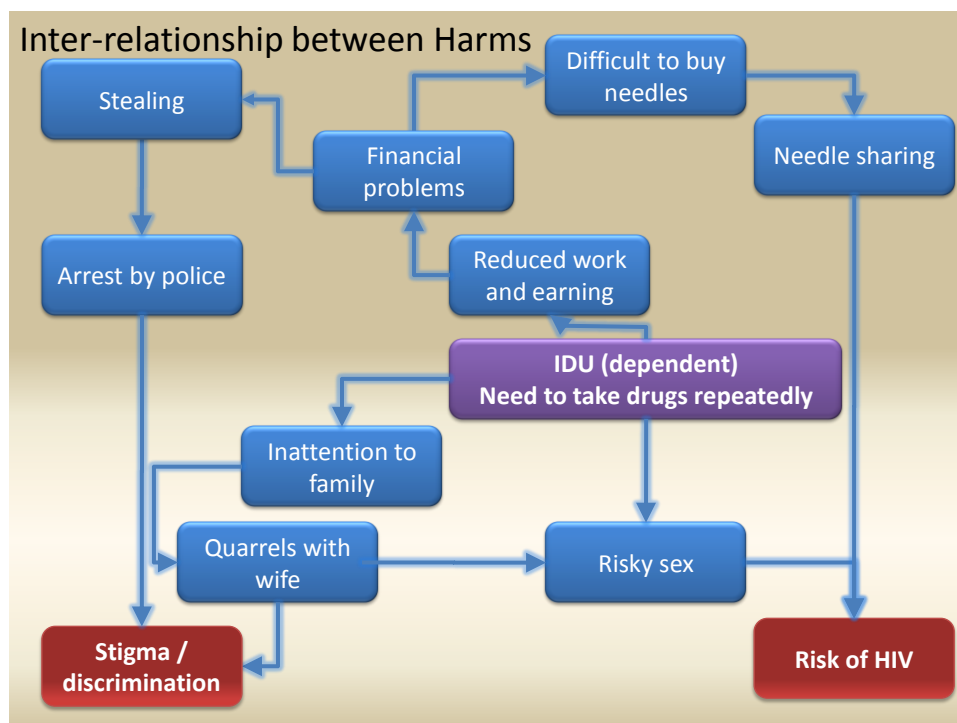 Inter-relationship between Harms
Difficult to buy
needles
Stealing
Financial
problems
Needle sharing
Arrest by police
Reduced work
and earning
IDU (dependent)
Need to take drugs repeatedly
Inattention to
family
Quarrels with
wife
Risky sex
Stigma /
discrimination
Risk of HIV